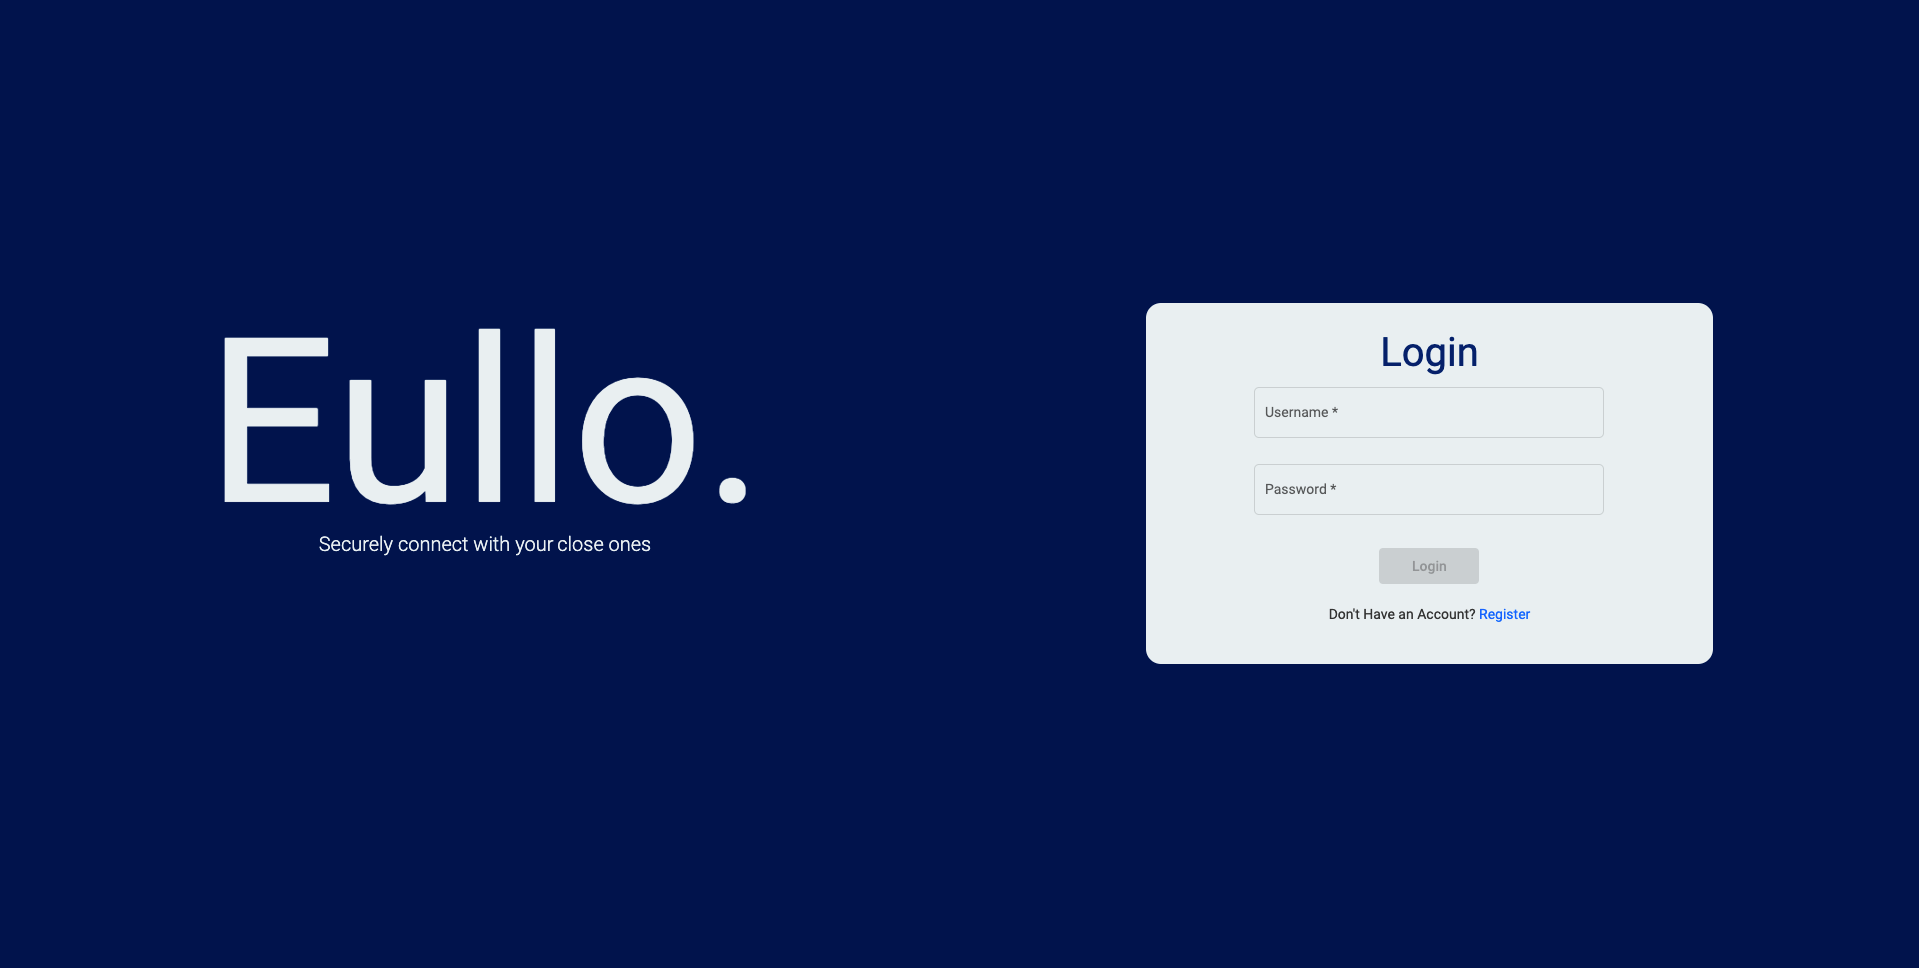 Eullo.
Securely connect with your close ones
Login
Username *
Password *
Login
Don't Have an Account? Register